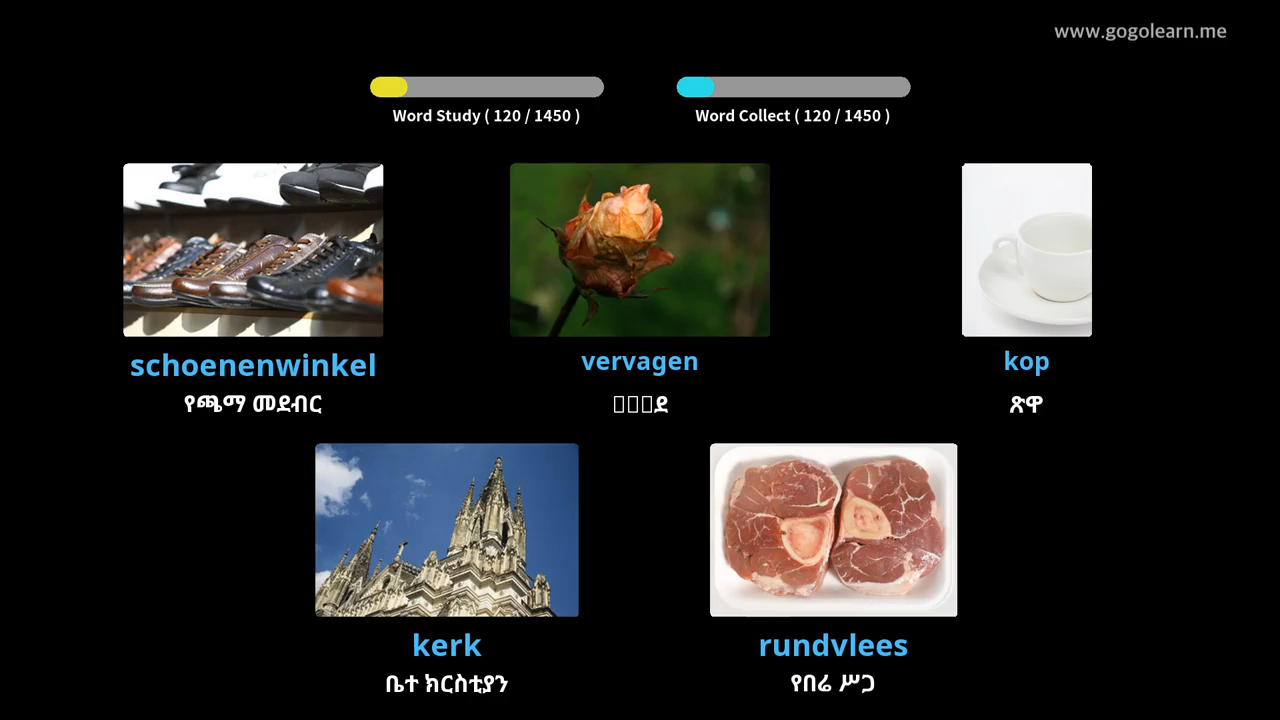 www.gogolearn.me
Word Study ( 120 / 1450 )
Word Collect ( 120 / 1450 )
schoenenwinkel
vervagen
kop
የጫማ መደብር
ደ
ጽዋ
kerk
rundvlees
ቤተ ክርስቲያን
የበሬ ሥጋ